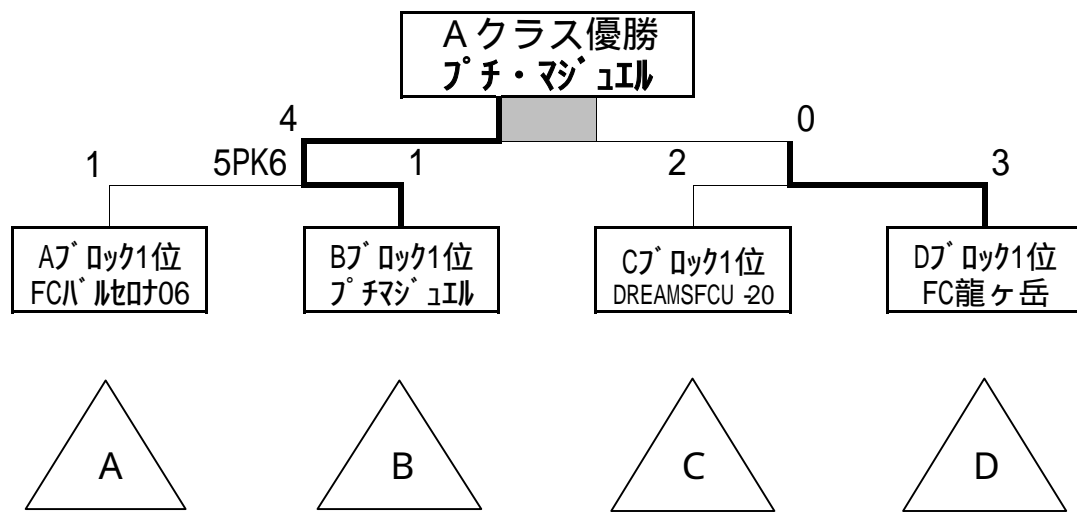 Aクラス優勝
プチ・マジュエル
4
0
1
5PK6
1
2
3
Aブロック1位
FCバルセロナ06
Bブロック1位
プチマジュエル
Cブロック1位
DREAMSFCU-20
Dブロック1位
FC龍ヶ岳
A
B
C
D